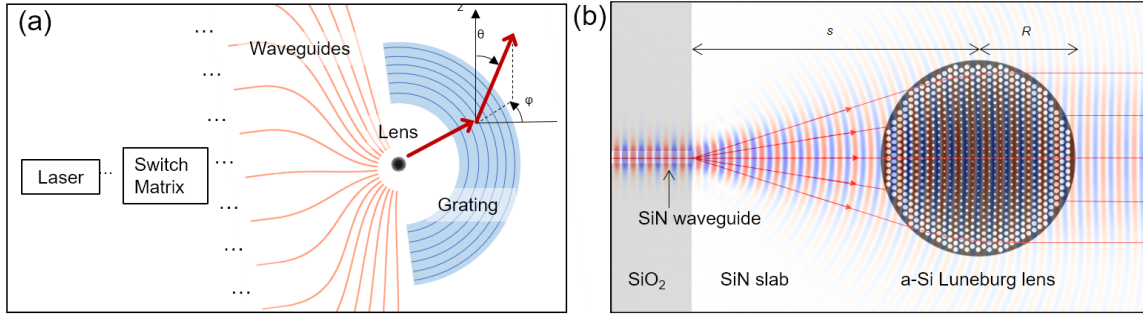 (a)
...
Waveguides
z
θ
φ
...
...
Lens
Laser
...
Switch
Matrix
...
...
Grating
...
...
(b)
s
R
SiN waveguide
SiO2
SiN slab
a-Si Luneburg lens